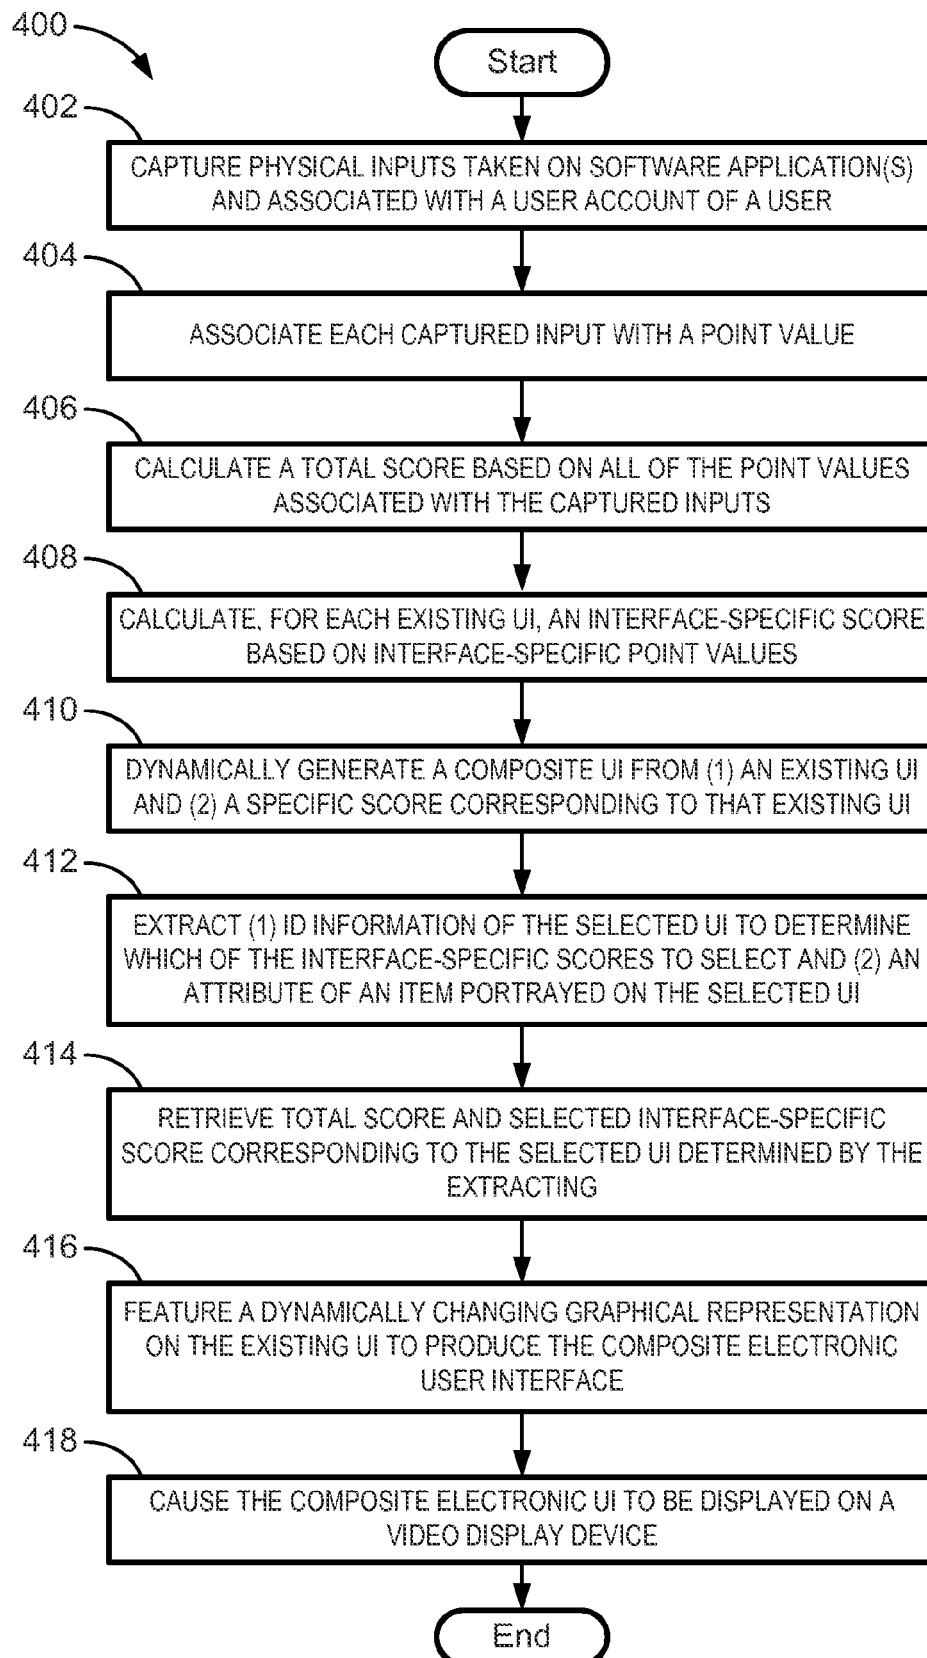 400
Start
402
CAPTURE PHYSICAL INPUTS TAKEN ON SOFTWARE APPLICATION(S)
AND ASSOCIATED WITH A USER ACCOUNT OF A USER
404
ASSOCIATE EACH CAPTURED INPUT WITH A POINT VALUE
406
CALCULATE A TOTAL SCORE BASED ON ALL OF THE POINT VALUES
ASSOCIATED WITH THE CAPTURED INPUTS
408
CALCULATE, FOR EACH EXISTING UI, AN INTERFACE-SPECIFIC SCORE
BASED ON INTERFACE-SPECIFIC POINT VALUES
410
DYNAMICALLY GENERATE A COMPOSITE UI FROM (1) AN EXISTING UI
AND (2) A SPECIFIC SCORE CORRESPONDING TO THAT EXISTING UI
412
EXTRACT (1) ID INFORMATION OF THE SELECTED UI TO DETERMINE
WHICH OF THE INTERFACE-SPECIFIC SCORES TO SELECT AND (2) AN
ATTRIBUTE OF AN ITEM PORTRAYED ON THE SELECTED UI
414
RETRIEVE TOTAL SCORE AND SELECTED INTERFACE-SPECIFIC
SCORE CORRESPONDING TO THE SELECTED UI DETERMINED BY THE
EXTRACTING
416
FEATURE A DYNAMICALLY CHANGING GRAPHICAL REPRESENTATION
ON THE EXISTING UI TO PRODUCE THE COMPOSITE ELECTRONIC
USER INTERFACE
418
CAUSE THE COMPOSITE ELECTRONIC UI TO BE DISPLAYED ON A
VIDEO DISPLAY DEVICE
End